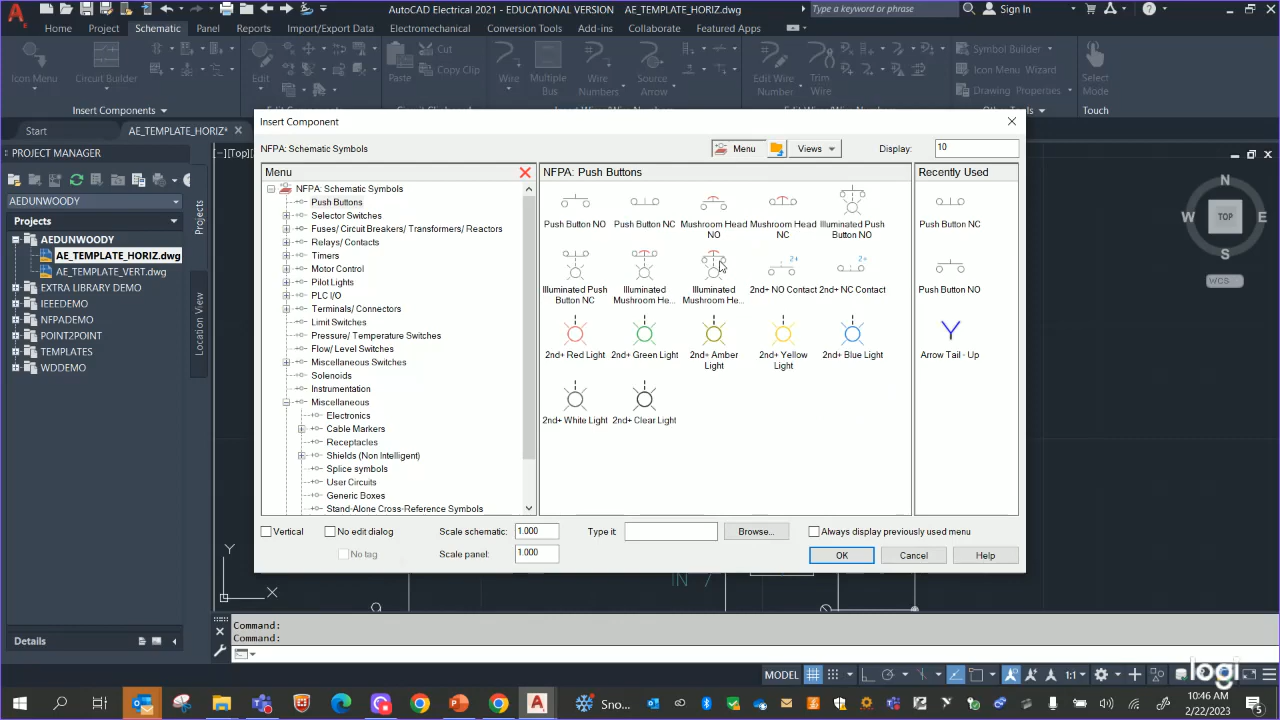 AutoCAD Electrical 2021 - EDUCATIONAL VERSION AE_TEMPLATE_HORIZ.dwg
Type a keyword or phrase
Sign In
Home Project Schematic Panel Reports Import/Export Data Electromechanical Conversion Tools Add-ins Collaborate Featured Apps
Icon Menu
Circuit Builder
Edit
Cut
Copy Clip
Paste
Wire
Multiple Bus
Wire Numbers
Source Arrow
Edit Wire Number
Trim Wire
Symbol Builder
Icon Menu Wizard
Drawing Properties
Select Mode
Insert Components
Touch
Start
AE_TEMPLATE_HORIZ*
[-][Top]
PROJECT MANAGER
AEDUNWOODY
Projects
AEDUNWOODY
AE_TEMPLATE_HORIZ.dwg
AE_TEMPLATE_VERT.dwg
EXTRA LIBRARY DEMO
IEEEDEMO
NFPADEMO
POINT2POINT
TEMPLATES
WDDEMO
Projects
Location View
Details
Insert Component
NFPA: Schematic Symbols
Menu
Views
Display:
10
Menu
NFPA: Schematic Symbols
Push Buttons
Selector Switches
Fuses/ Circuit Breakers/ Transformers/ Reactors
Relays/ Contacts
Timers
Motor Control
Pilot Lights
PLC I/O
Terminals/ Connectors
Limit Switches
Pressure/ Temperature Switches
Flow/ Level Switches
Miscellaneous Switches
Solenoids
Instrumentation
Miscellaneous
Electronics
Cable Markers
Receptacles
Shields (Non Intelligent)
Splice symbols
User Circuits
Generic Boxes
Stand-Alone Cross-Reference Symbols
NFPA: Push Buttons
Push Button NO
Push Button NC
Mushroom Head NO
Mushroom Head NC
Illuminated Push Button NO
Illuminated Push Button NC
Illuminated Mushroom He...
Illuminated Mushroom He...
2+
2nd+ NO Contact
2+
2nd+ NC Contact
2nd+ Red Light
2nd+ Green Light
2nd+ Amber Light
2nd+ Yellow Light
2nd+ Blue Light
2nd+ White Light
2nd+ Clear Light
Recently Used
Push Button NC
Push Button NO
Arrow Tail - Up
Vertical
No edit dialog
No tag
Scale schematic: 1.000
Scale panel: 1.000
Type it:
Browse...
Always display previously used menu
OK
Cancel
Help
N
W TOP E
S
WCS
Y
X
IN 7
Command:
Command:
MODEL
1:1
logi
Sno...
10:46 AM
2/22/2023
5